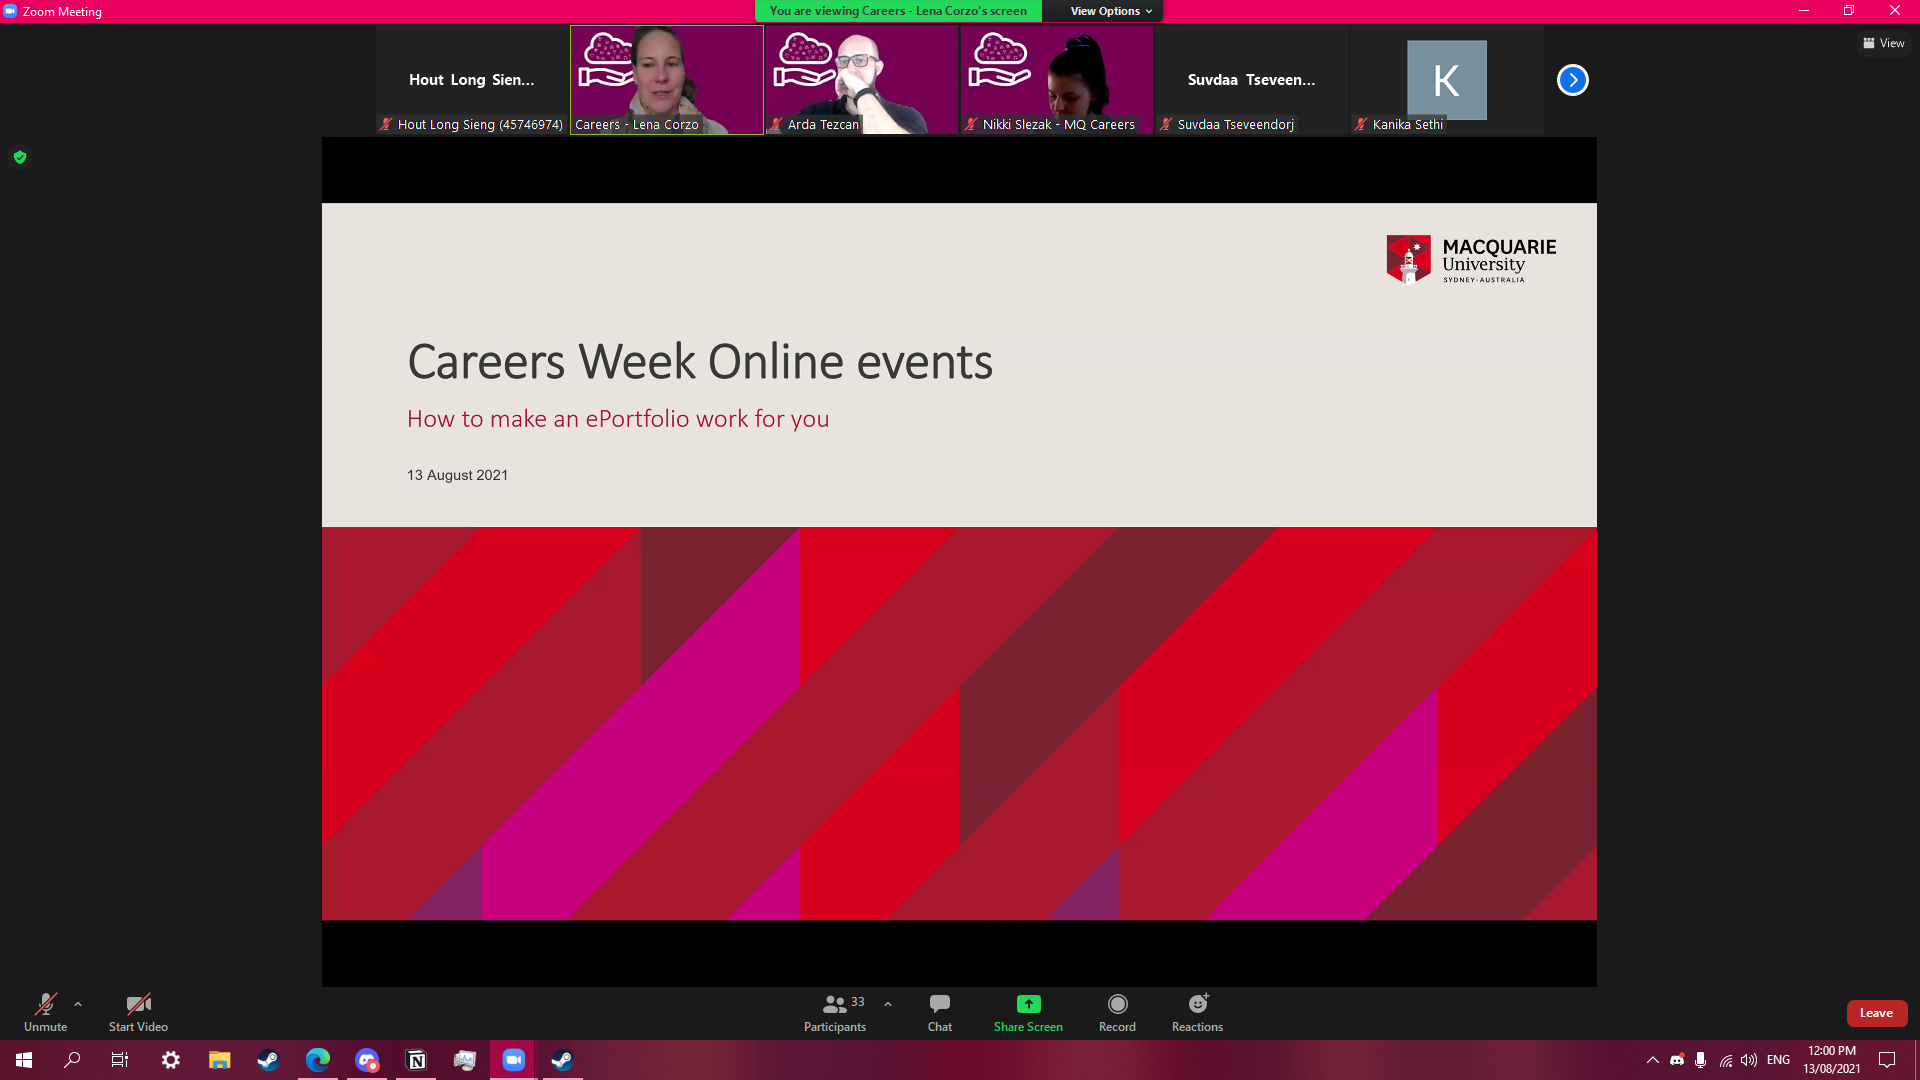 Zoom Meeting
You are viewing Careers - Lena Corzo's screen
View Options
View
Hout Long Sien...
Suvdaa Tseveen...
K
Hout Long Sieng (45746974)
Careers - Lena Corzo
Arda Tezcan
Nikki Slezak - MQ Careers
Suvdaa Tseveendorj
Kanika Sethi
MACQUARIE
University
SYDNEY·AUSTRALIA
Careers Week Online events
How to make an ePortfolio work for you
13 August 2021
Unmute
Start Video
33
Participants
Chat
Share Screen
Record
Reactions
Leave
ENG
12:00 PM
13/08/2021